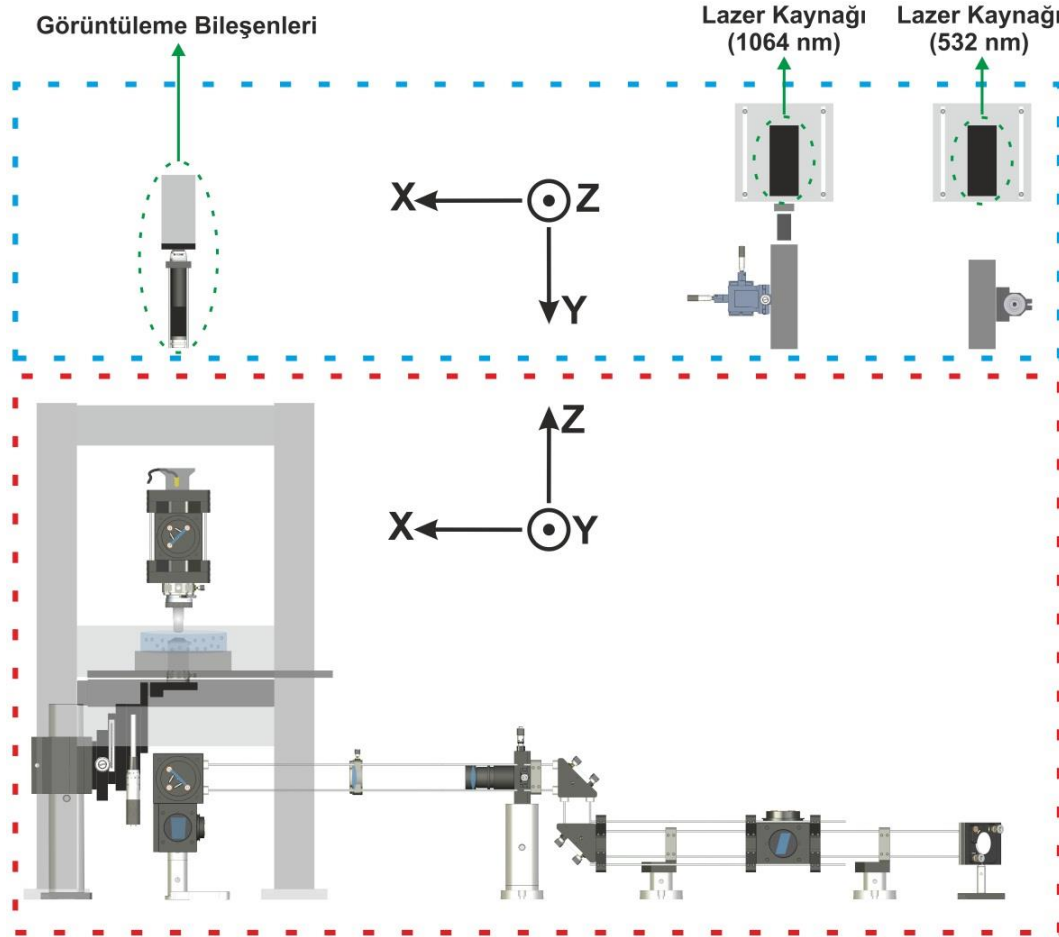 Görüntüleme Bileşenleri
Lazer Kaynağı
(1064 nm)
Lazer Kaynağı
(532 nm)
X
Z
Y
Z
X
Y